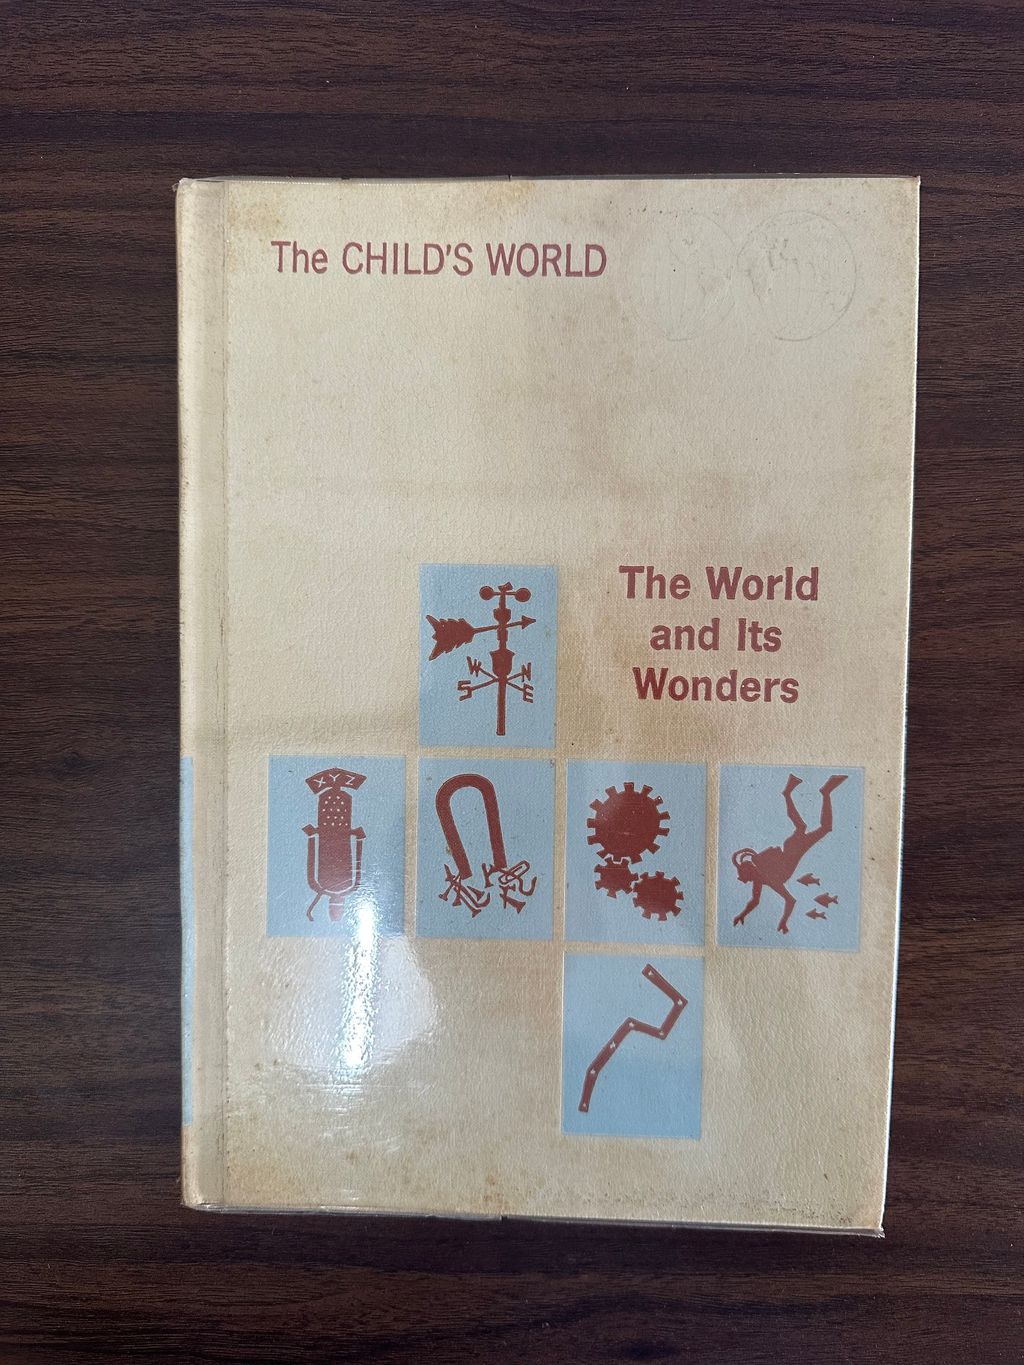 The CHILD'S WORLD
The World
and Its
Wonders
W N
S E
XYZ